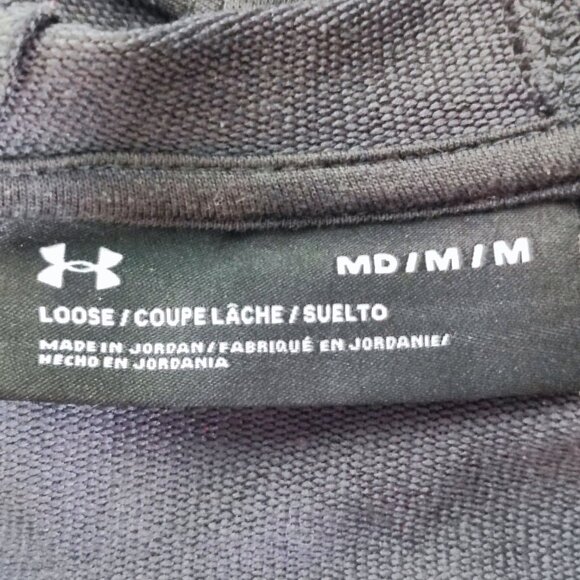 MD/M/M
LOOSE/COUPE LÂCHE/SUELTO
MADE IN JORDAN/FABRIQUÉ EN JORDANIE/
HECHO EN JORDANIA